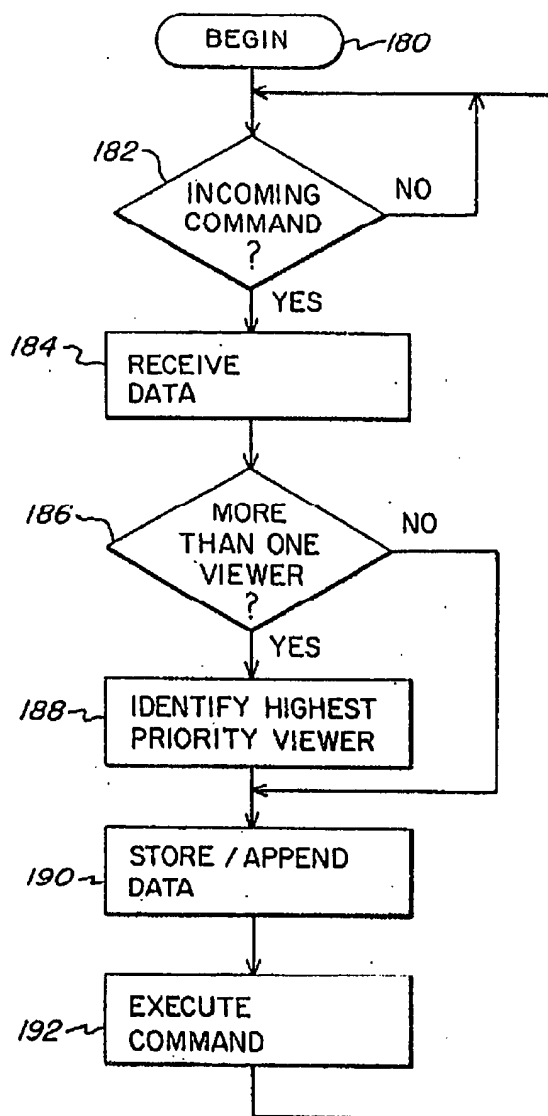 BEGIN
180
182
INCOMING
COMMAND
?
NO
YES
184
RECEIVE
DATA
186
MORE
THAN ONE
VIEWER
?
NO
YES
188
IDENTIFY HIGHEST
PRIORITY VIEWER
190
STORE / APPEND
DATA
192
EXECUTE
COMMAND